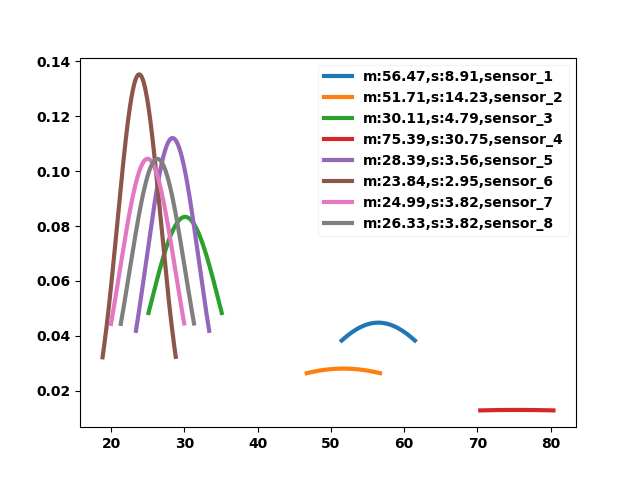 0.14
0.12
0.10
0.08
0.06
0.04
0.02
m:56.47,s:8.91,sensor_1
m:51.71,s:14.23,sensor_2
m:30.11,s:4.79,sensor_3
m:75.39,s:30.75,sensor_4
m:28.39,s:3.56,sensor_5
m:23.84,s:2.95,sensor_6
m:24.99,s:3.82,sensor_7
m:26.33,s:3.82,sensor_8
20 30 40 50 60 70 80